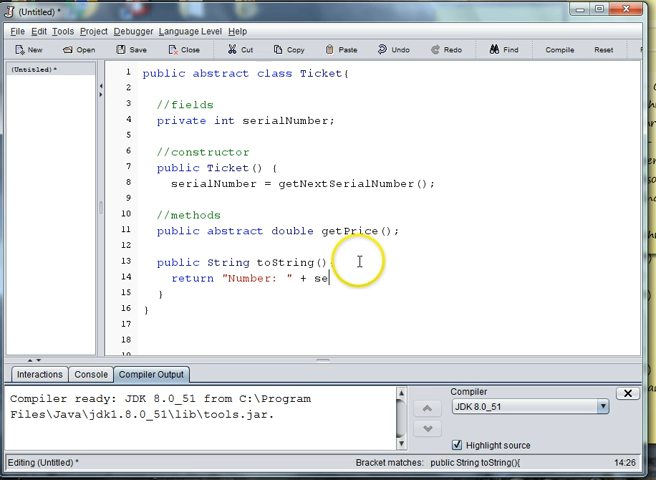 (Untitled) *
File Edit Tools Project Debugger Language Level Help
New Open Save Close Cut Copy Paste Undo Redo Find Compile Reset
(Untitled) *
1 public abstract class Ticket{
2
3 //fields
4 private int serialNumber;
5
6 //constructor
7 public Ticket() {
8 serialNumber = getNextSerialNumber();
9
10 //methods
11 public abstract double getPrice();
12
13 public String toString()
14 return "Number: " + se
15 }
16 }
17
18
19
Interactions Console Compiler Output
Compiler ready: JDK 8.0_51 from C:\Program
Files\Java\jdk1.8.0_51\lib\tools.jar.
Compiler
JDK 8.0_51
Highlight source
Editing (Untitled) * Bracket matches: public String toString(){ 14:26